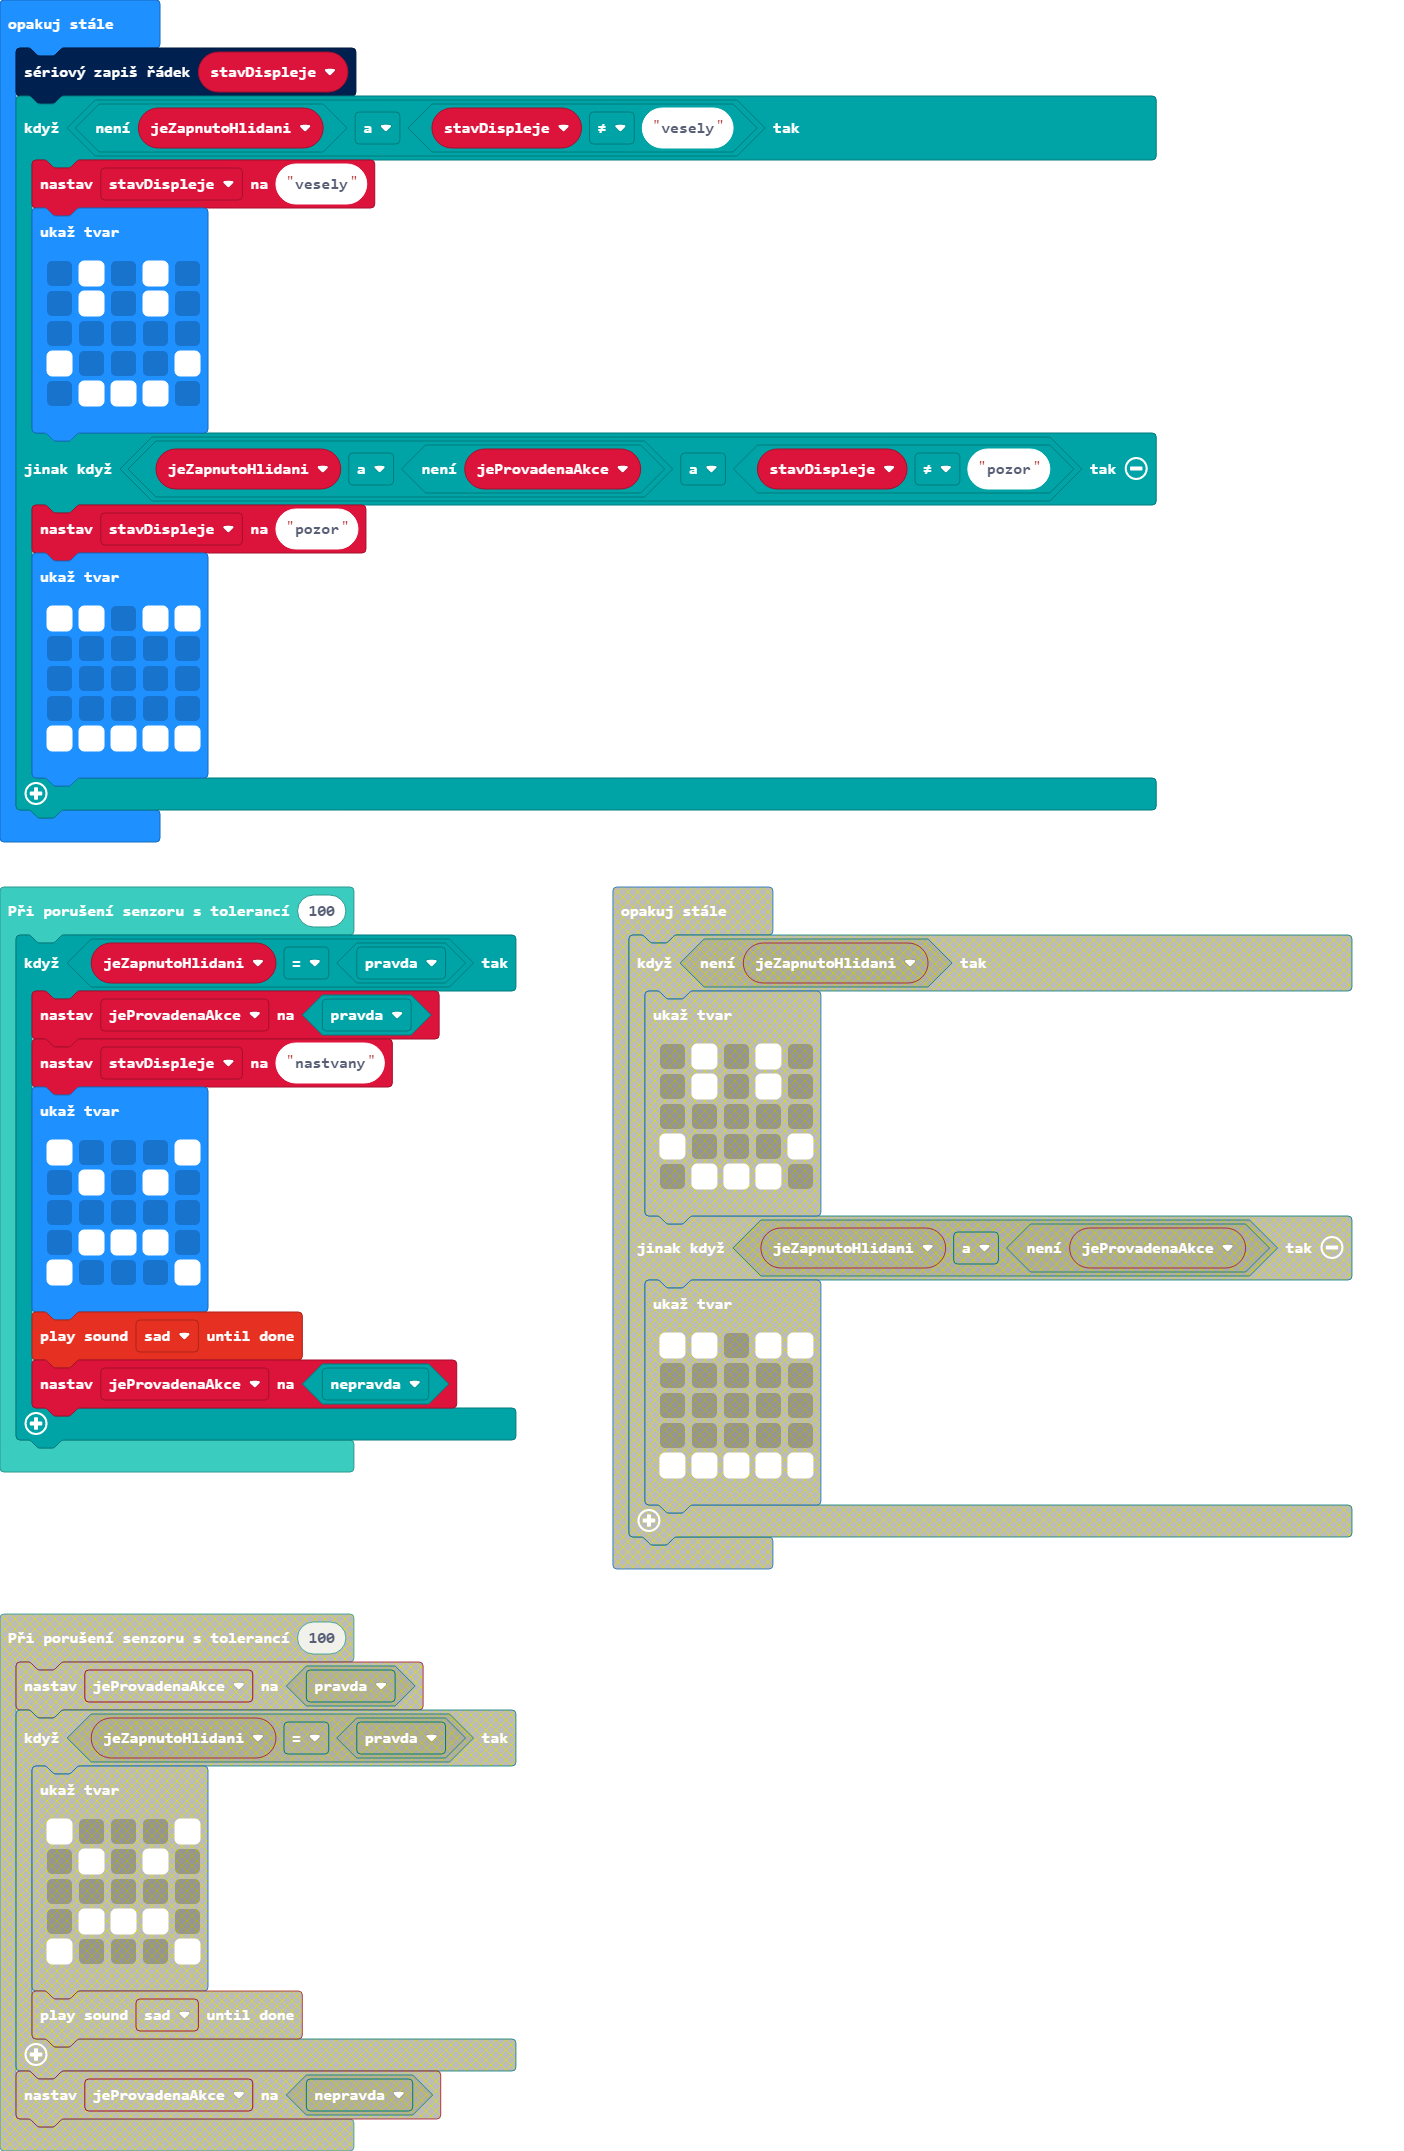 opakuj stále
sériový zapiš řádek stavDispleje
když není jeZapnutoHlidani a stavDispleje ≠ "vesely" tak
nastav stavDispleje na "vesely"
ukaž tvar
jinak když jeZapnutoHlidani a není jeProvadenaAkce a stavDispleje ≠ "pozor" tak
nastav stavDispleje na "pozor"
ukaž tvar
Při porušení senzoru s tolerancí 100
když jeZapnutoHlidani = pravda tak
nastav jeProvadenaAkce na pravda
nastav stavDispleje na "nastvany"
ukaž tvar
play sound sad until done
nastav jeProvadenaAkce na nepravda
opakuj stále
když není jeZapnutoHlidani tak
ukaž tvar
jinak když jeZapnutoHlidani a není jeProvadenaAkce tak
ukaž tvar
Při porušení senzoru s tolerancí 100
nastav jeProvadenaAkce na pravda
když jeZapnutoHlidani = pravda tak
ukaž tvar
play sound sad until done
nastav jeProvadenaAkce na nepravda